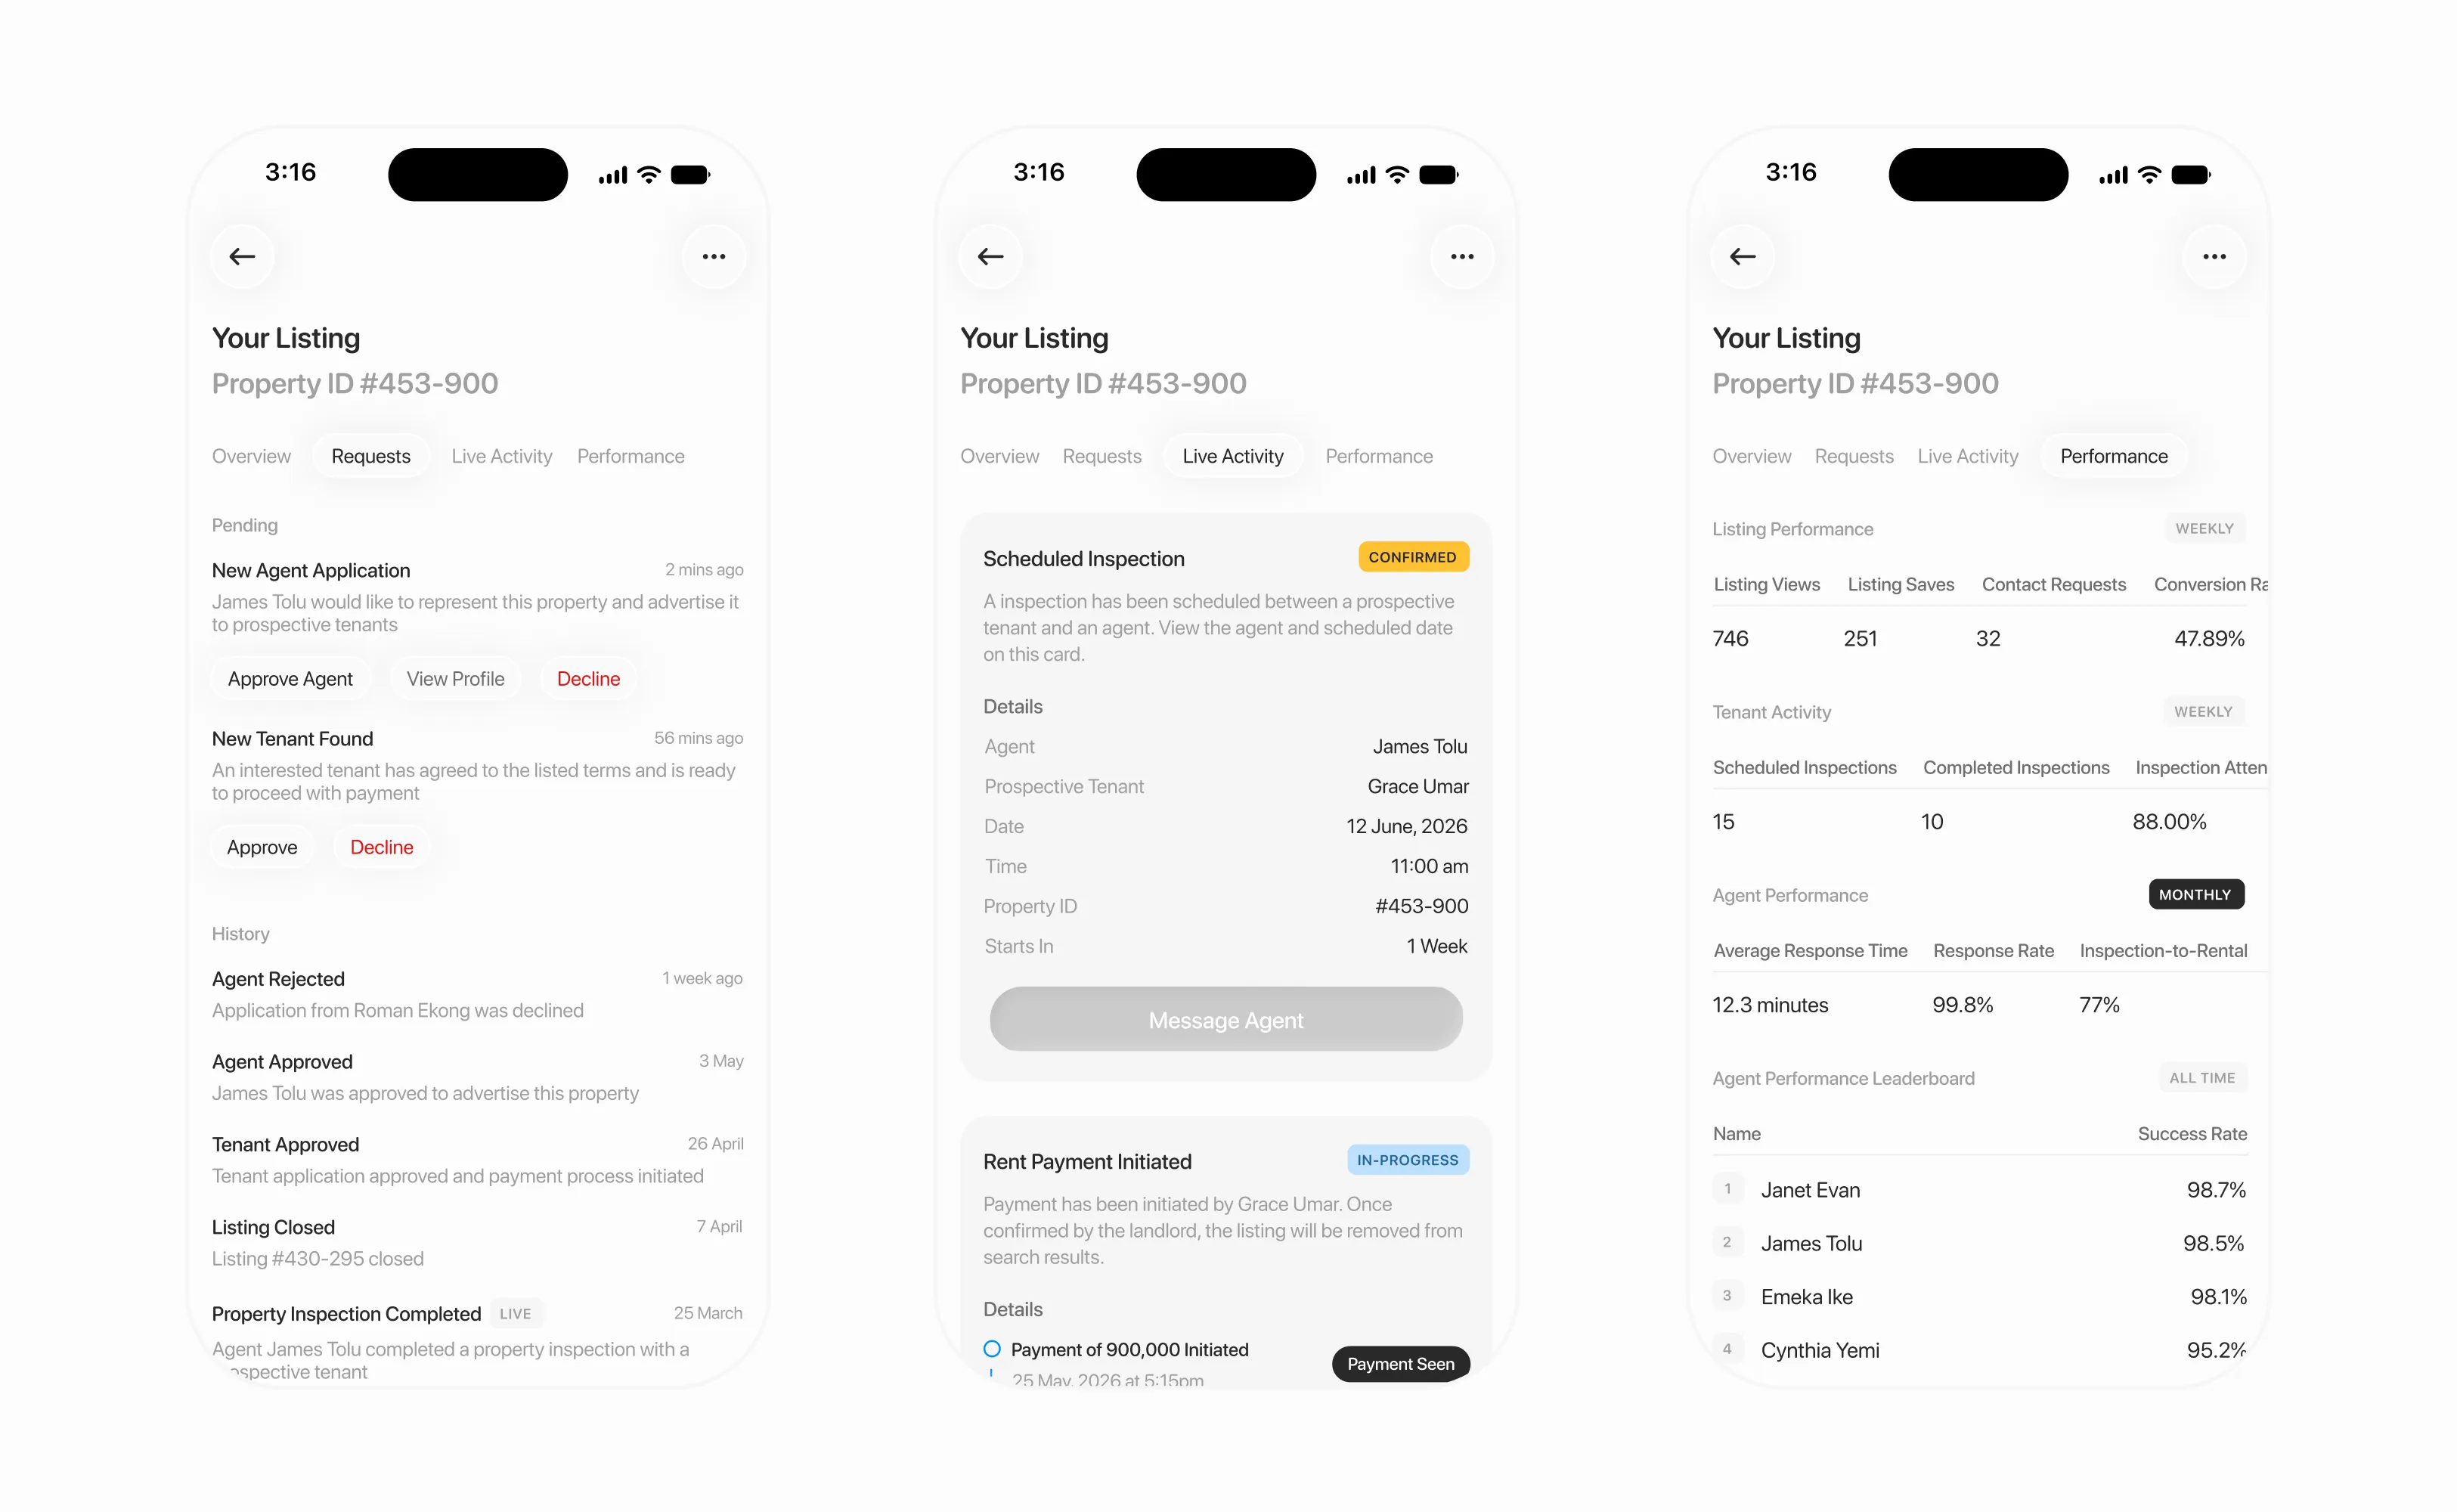 3:16
Your Listing
Property ID #453-900
Overview Requests Live Activity Performance
Pending
New Agent Application 2 mins ago
James Tolu would like to represent this property and advertise it
to prospective tenants
Approve Agent View Profile Decline
New Tenant Found 56 mins ago
An interested tenant has agreed to the listed terms and is ready
to proceed with payment
Approve Decline
History
Agent Rejected 1 week ago
Application from Roman Ekong was declined
Agent Approved 3 May
James Tolu was approved to advertise this property
Tenant Approved 26 April
Tenant application approved and payment process initiated
Listing Closed 7 April
Listing #430-295 closed
Property Inspection Completed LIVE 25 March
Agent James Tolu completed a property inspection with a
ospective tenant
3:16
Your Listing
Property ID #453-900
Overview Requests Live Activity Performance
Scheduled Inspection CONFIRMED
A inspection has been scheduled between a prospective
tenant and an agent. View the agent and scheduled date
on this card.
Details
Agent James Tolu
Prospective Tenant Grace Umar
Date 12 June, 2026
Time 11:00 am
Property ID #453-900
Starts In 1 Week
Message Agent
Rent Payment Initiated IN-PROGRESS
Payment has been initiated by Grace Umar. Once
confirmed by the landlord, the listing will be removed from
search results.
Details
Payment of 900,000 Initiated Payment Seen
25 May, 2026 at 5:15pm
3:16
Your Listing
Property ID #453-900
Overview Requests Live Activity Performance
Listing Performance WEEKLY
Listing Views Listing Saves Contact Requests Conversion Ra
746 251 32 47.89%
Tenant Activity WEEKLY
Scheduled Inspections Completed Inspections Inspection Atten
15 10 88.00%
Agent Performance MONTHLY
Average Response Time Response Rate Inspection-to-Rental
12.3 minutes 99.8% 77%
Agent Performance Leaderboard ALL TIME
Name Success Rate
1 Janet Evan 98.7%
2 James Tolu 98.5%
3 Emeka Ike 98.1%
4 Cynthia Yemi 95.2%